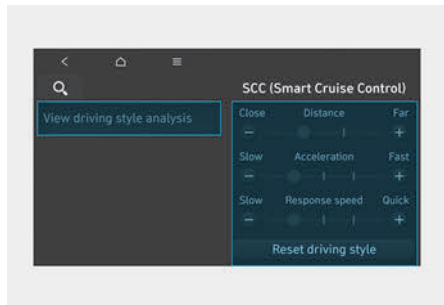 SCC (Smart Cruise Control)
View driving style analysis
Close Distance Far
− +
Slow Acceleration Fast
− +
Slow Response speed Quick
− +
Reset driving style